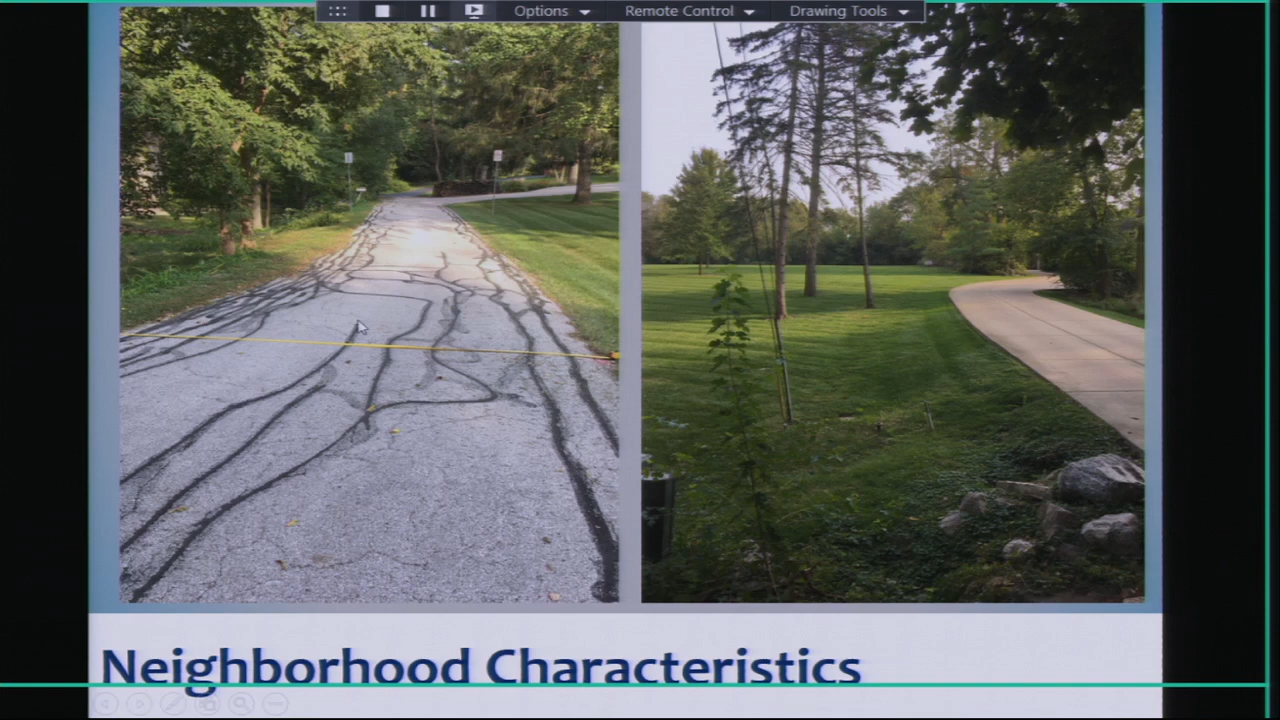 Options
Remote Control
Drawing Tools
Neighborhood Characteristics